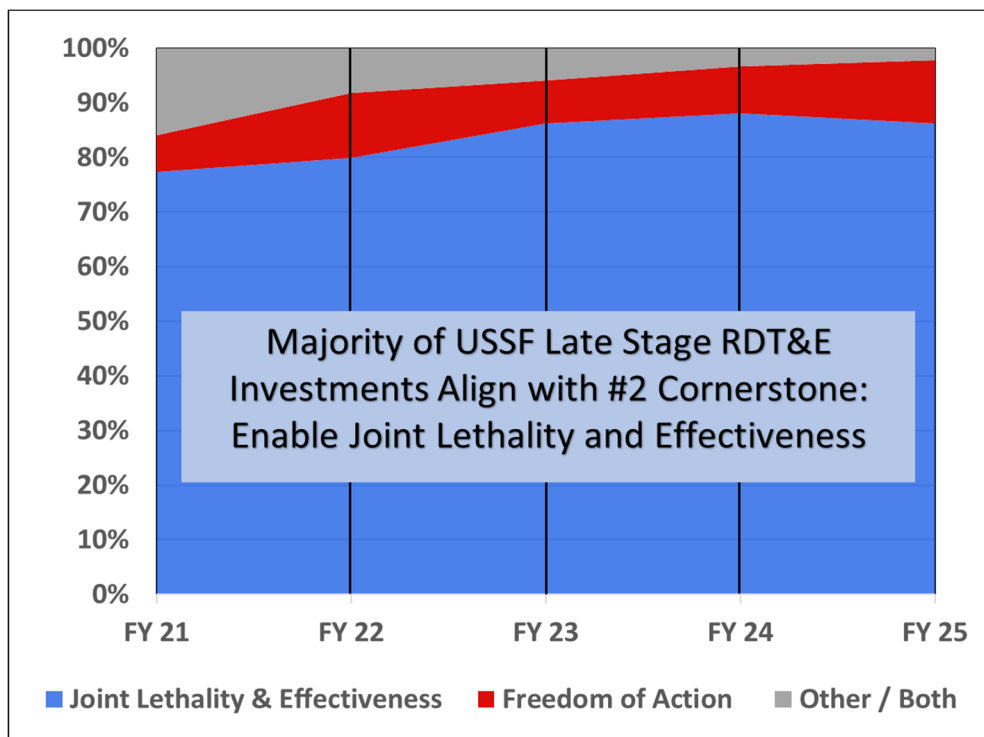 100%
90%
80%
70%
60%
50%
40%
30%
20%
10%
0%
Majority of USSF Late Stage RDT&E
Investments Align with #2 Cornerstone:
Enable Joint Lethality and Effectiveness
FY 21 FY 22 FY 23 FY 24 FY 25
Joint Lethality & Effectiveness Freedom of Action Other / Both